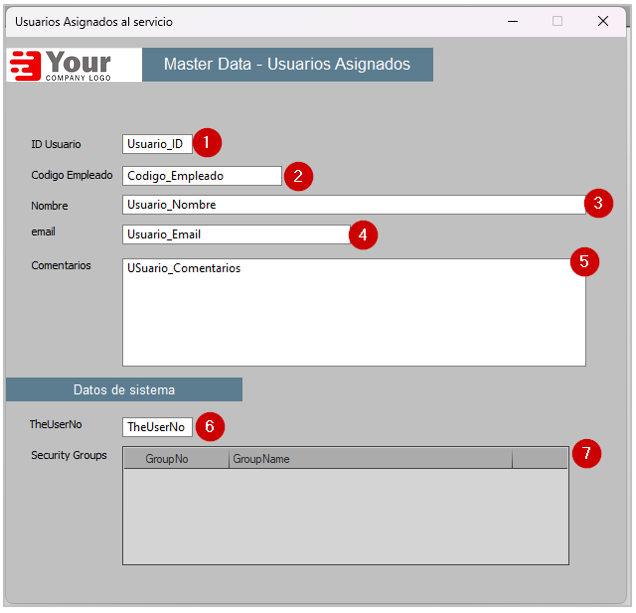 Usuarios Asignados al servicio
Your
COMPANY LOGO
Master Data - Usuarios Asignados
ID Usuario Usuario_ID 1
Codigo Empleado Codigo_Empleado 2
Nombre Usuario_Nombre 3
email Usuario_Email 4
Comentarios USuario_Comentarios 5
Datos de sistema
TheUserNo TheUserNo 6
Security Groups GroupNo GroupName 7